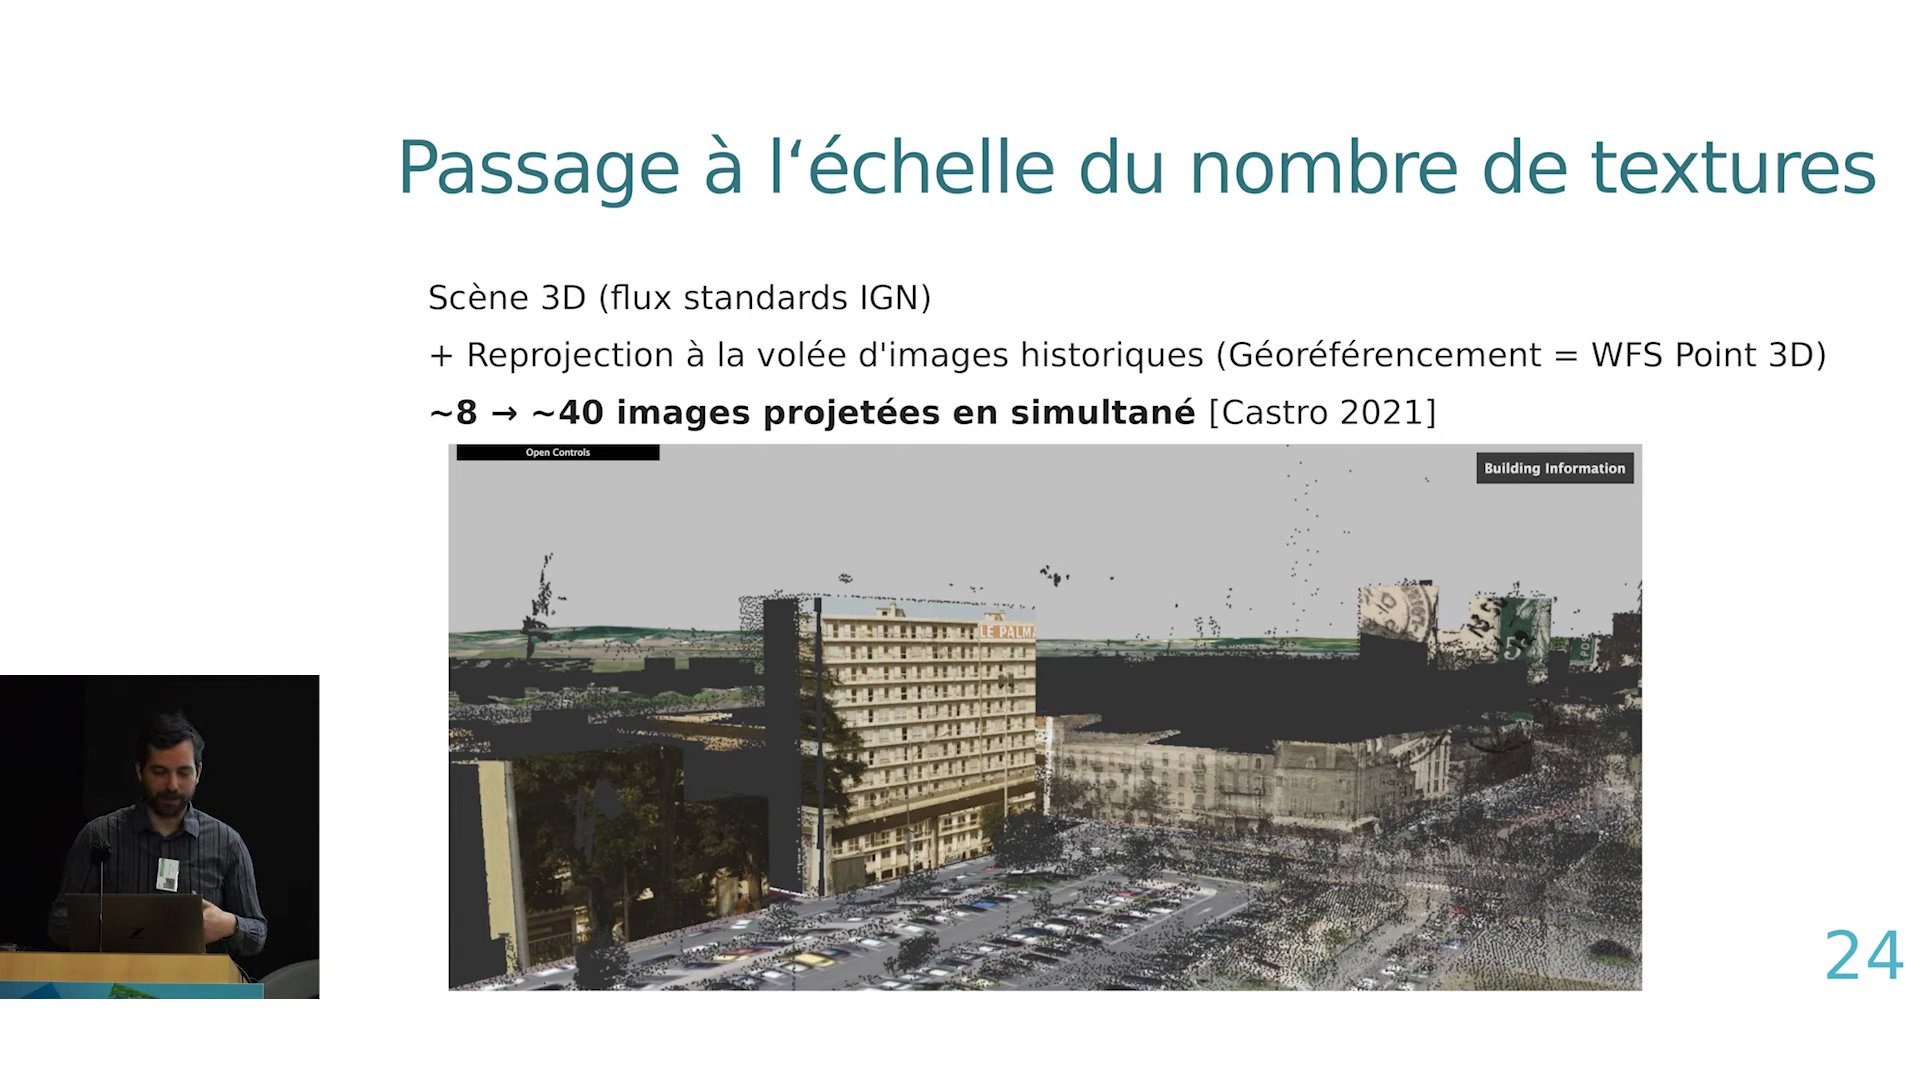 Passage à l‘échelle du nombre de textures
Scène 3D (flux standards IGN)
+ Reprojection à la volée d'images historiques (Géoréférencement = WFS Point 3D)
~8 → ~40 images projetées en simultané [Castro 2021]
Open Controls
Building Information
LE PALMA
24